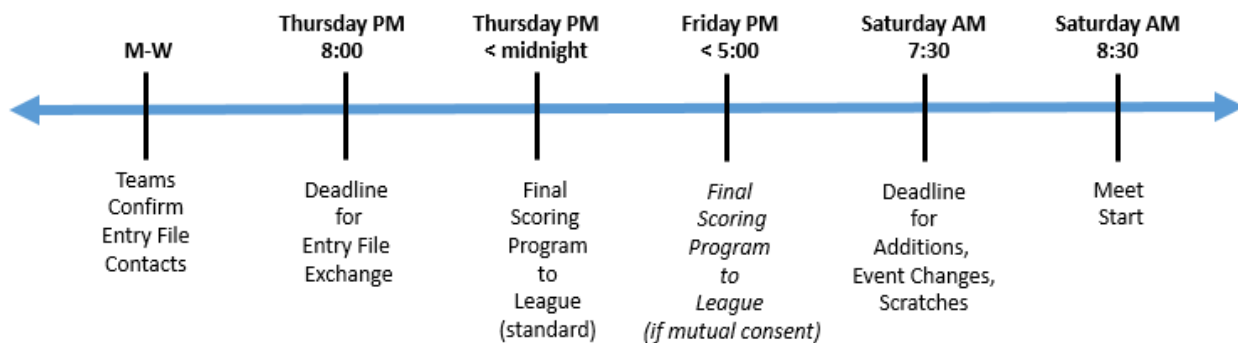 M-W
Thursday PM
8:00
Thursday PM
< midnight
Friday PM
< 5:00
Saturday AM
7:30
Saturday AM
8:30
Teams
Confirm
Entry File
Contacts
Deadline
for
Entry File
Exchange
Final
Scoring
Program
to
League
(standard)
Final
Scoring
Program
to
League
(if mutual consent)
Deadline
for
Additions,
Event Changes,
Scratches
Meet
Start